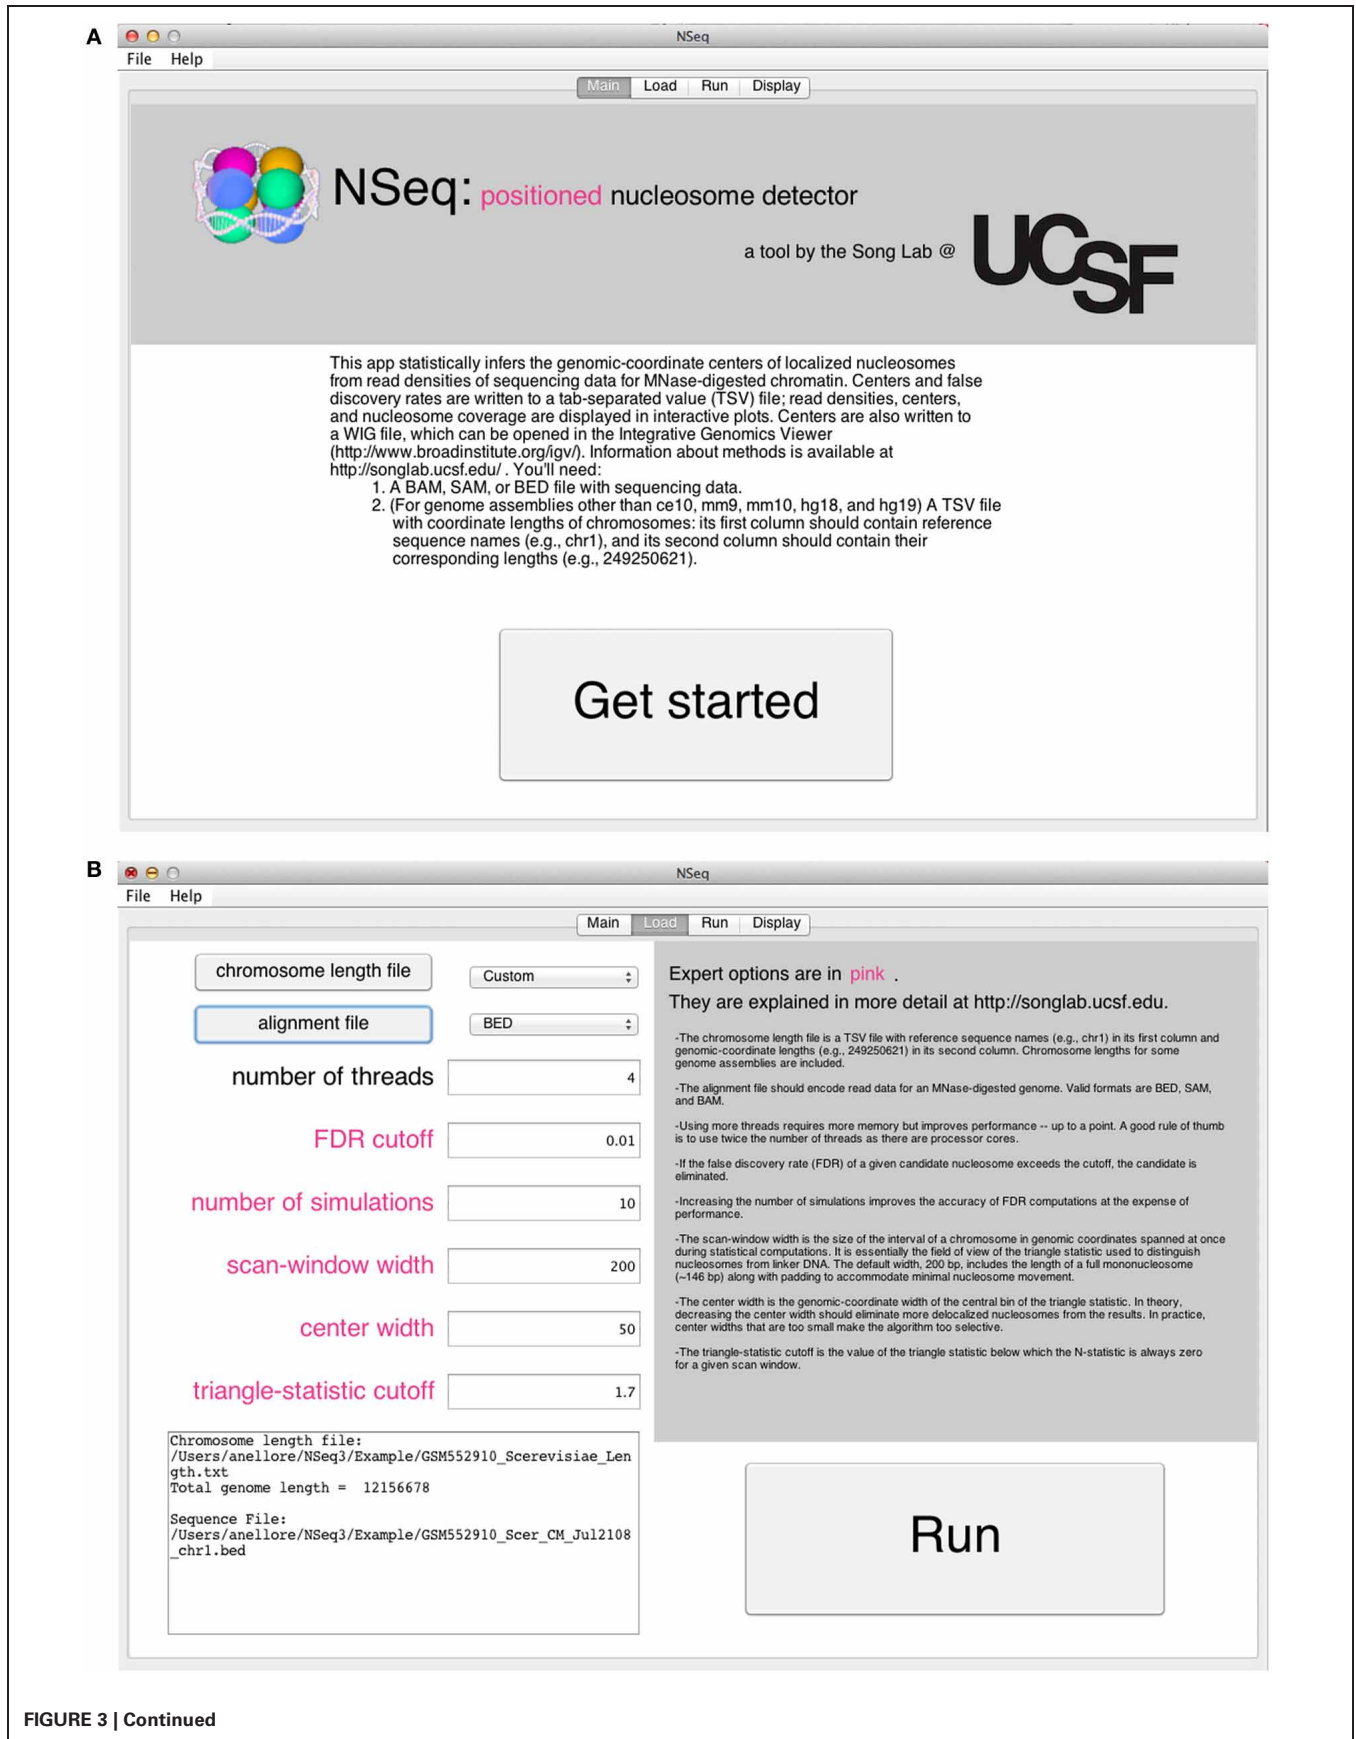 A
NSeq
File Help
Main Load Run Display
NSeq: positioned nucleosome detector
a tool by the Song Lab @ UCSF
This app statistically infers the genomic-coordinate centers of localized nucleosomes
from read densities of sequencing data for MNase-digested chromatin. Centers and false
discovery rates are written to a tab-separated value (TSV) file; read densities, centers,
and nucleosome coverage are displayed in interactive plots. Centers are also written to
a WIG file, which can be opened in the Integrative Genomics Viewer
(http://www.broadinstitute.org/igv/). Information about methods is available at
http://songlab.ucsf.edu/ . You'll need:
1. A BAM, SAM, or BED file with sequencing data.
2. (For genome assemblies other than ce10, mm9, mm10, hg18, and hg19) A TSV file
with coordinate lengths of chromosomes: its first column should contain reference
sequence names (e.g., chr1), and its second column should contain their
corresponding lengths (e.g., 249250621).
Get started
B
NSeq
File Help
Main Load Run Display
chromosome length file Custom
alignment file BED
number of threads 4
FDR cutoff 0.01
number of simulations 10
scan-window width 200
center width 50
triangle-statistic cutoff 1.7
Chromosome length file:
/Users/anellore/NSeq3/Example/GSM552910_Scerevisiae_Len
gth.txt
Total genome length = 12156678
Sequence File:
/Users/anellore/NSeq3/Example/GSM552910_Scer_CM_Jul2108
_chr1.bed
Expert options are in pink .
They are explained in more detail at http://songlab.ucsf.edu.
-The chromosome length file is a TSV file with reference sequence names (e.g., chr1) in its first column and
genomic-coordinate lengths (e.g., 249250621) in its second column. Chromosome lengths for some
genome assemblies are included.
-The alignment file should encode read data for an MNase-digested genome. Valid formats are BED, SAM,
and BAM.
-Using more threads requires more memory but improves performance -- up to a point. A good rule of thumb
is to use twice the number of threads as there are processor cores.
-If the false discovery rate (FDR) of a given candidate nucleosome exceeds the cutoff, the candidate is
eliminated.
-Increasing the number of simulations improves the accuracy of FDR computations at the expense of
performance.
-The scan-window width is the size of the interval of a chromosome in genomic coordinates spanned at once
during statistical computations. It is essentially the field of view of the triangle statistic used to distinguish
nucleosomes from linker DNA. The default width, 200 bp, includes the length of a full mononucleosome
(~146 bp) along with padding to accommodate minimal nucleosome movement.
-The center width is the genomic-coordinate width of the central bin of the triangle statistic. In theory,
decreasing the center width should eliminate more delocalized nucleosomes from the results. In practice,
center widths that are too small make the algorithm too selective.
-The triangle-statistic cutoff is the value of the triangle statistic below which the N-statistic is always zero
for a given scan window.
Run
FIGURE 3 | Continued